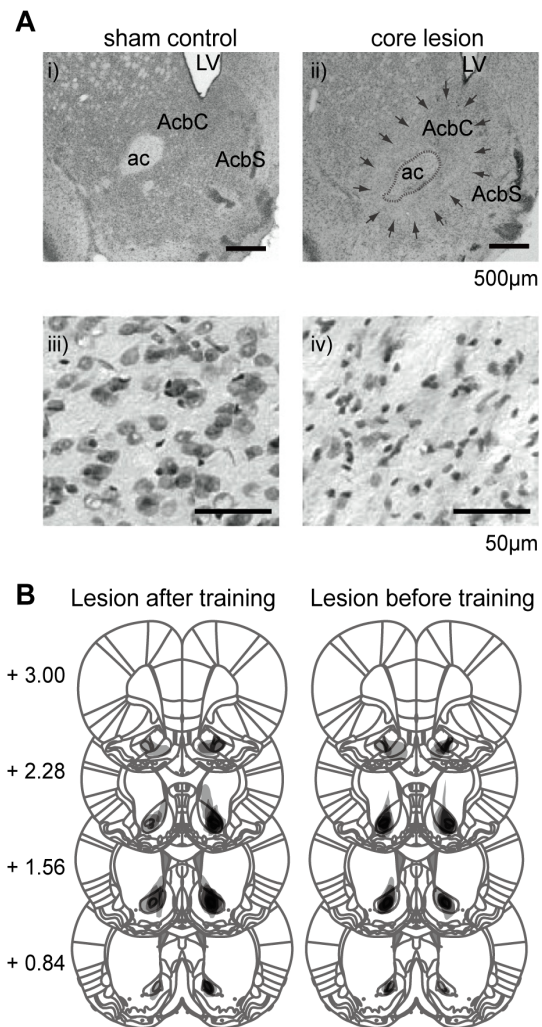 A
sham control
core lesion
i)
LV
AcbC
ac
AcbS
ii)
LV
AcbC
ac
AcbS
500µm
iii)
iv)
50µm
B
Lesion after training
Lesion before training
+ 3.00
+ 2.28
+ 1.56
+ 0.84